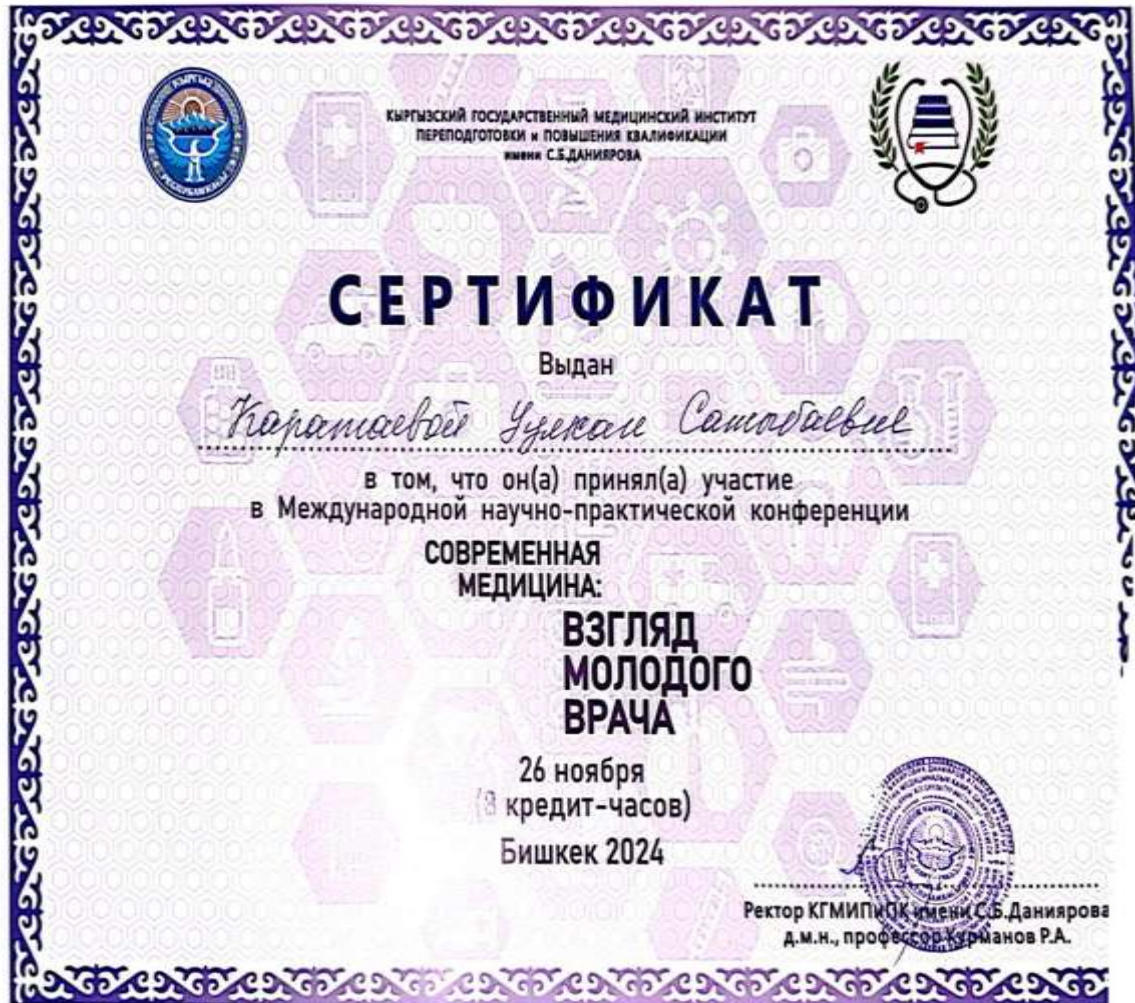 КЫРГЫЗСКИЙ ГОСУДАРСТВЕННЫЙ МЕДИЦИНСКИЙ ИНСТИТУТ
ПЕРЕПОДГОТОВКИ и ПОВЫШЕНИЯ КВАЛИФИКАЦИИ
имени С.Б.ДАНИЯРОВА
СЕРТИФИКАТ
Выдан
Каратаевой Уулкан Сатыбаевне
в том, что он(а) принял(а) участие
в Международной научно-практической конференции
СОВРЕМЕННАЯ
МЕДИЦИНА:
ВЗГЛЯД
МОЛОДОГО
ВРАЧА
26 ноября
(8 кредит-часов)
Бишкек 2024
Ректор КГМИПиПК имени С.Б.Даниярова
д.м.н., профессор Курманов Р.А.